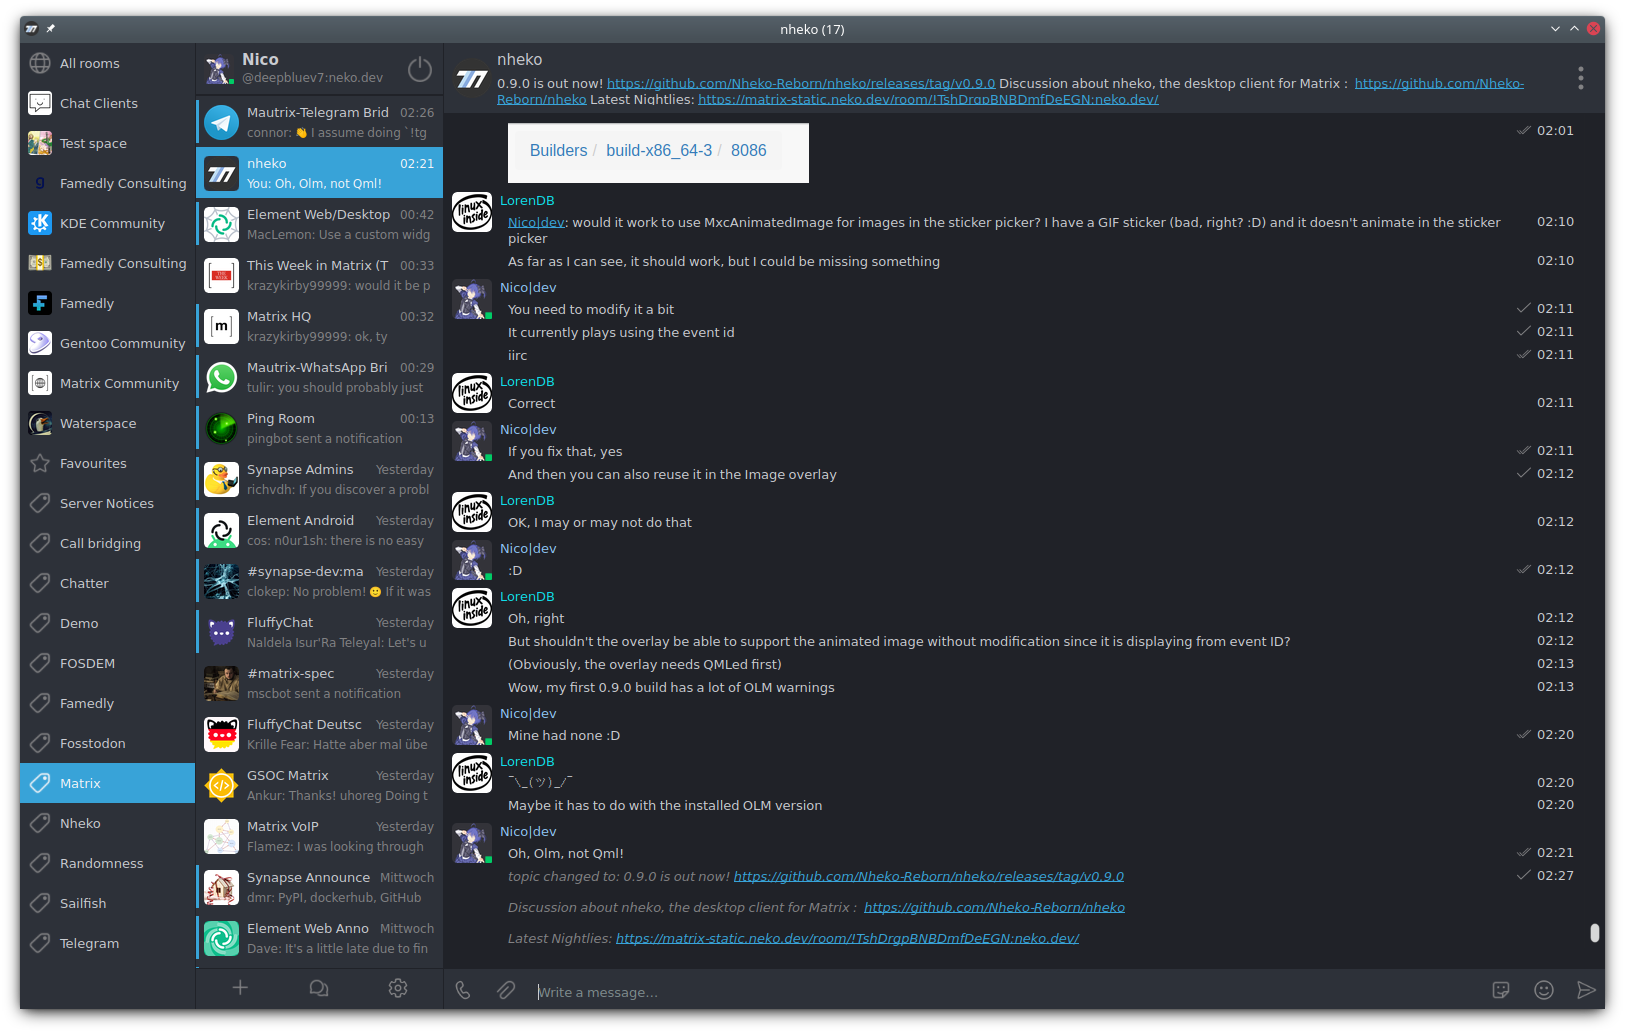 nheko (17)
All rooms
Chat Clients
Test space
Famedly Consulting
KDE Community
Famedly Consulting
Famedly
Gentoo Community
Matrix Community
Waterspace
Favourites
Server Notices
Call bridging
Chatter
Demo
FOSDEM
Famedly
Fosstodon
Matrix
Nheko
Randomness
Sailfish
Telegram
Nico
@deepbluev7:neko.dev
Mautrix-Telegram Brid 02:26
connor: 👋 I assume doing `!tg
nheko 02:21
You: Oh, Olm, not Qml!
Element Web/Desktop 00:42
MacLemon: Use a custom widg
This Week in Matrix (T 00:33
krazykirby99999: would it be p
[m]
Matrix HQ 00:32
krazykirby99999: ok, ty
Mautrix-WhatsApp Bri 00:29
tulir: you should probably just
Ping Room 00:13
pingbot sent a notification
Synapse Admins Yesterday
richvdh: If you discover a probl
Element Android Yesterday
cos: n0ur1sh: there is no easy
#synapse-dev:ma Yesterday
clokep: No problem! 🙂 If it was
FluffyChat Yesterday
Naldela Isur'Ra Teleyal: Let's u
#matrix-spec Yesterday
mscbot sent a notification
FluffyChat Deutsc Yesterday
Krille Fear: Hatte aber mal übe
GSOC Matrix Yesterday
Ankur: Thanks! uhoreg Doing t
Matrix VoIP Yesterday
Flamez: I was looking through
Synapse Announce Mittwoch
dmr: PyPI, dockerhub, GitHub
Element Web Anno Mittwoch
Dave: It's a little late due to fin
nheko
0.9.0 is out now! https://github.com/Nheko-Reborn/nheko/releases/tag/v0.9.0 Discussion about nheko, the desktop client for Matrix : https://github.com/Nheko-
Reborn/nheko Latest Nightlies: https://matrix-static.neko.dev/room/!TshDrgpBNBDmfDeEGN:neko.dev/
02:01
Builders / build-x86_64-3 / 8086
linux inside
LorenDB
Nico|dev: would it work to use MxcAnimatedImage for images in the sticker picker? I have a GIF sticker (bad, right? :D) and it doesn't animate in the sticker 02:10
picker
As far as I can see, it should work, but I could be missing something 02:10
Nico|dev
You need to modify it a bit 02:11
It currently plays using the event id 02:11
iirc 02:11
linux inside
LorenDB
Correct 02:11
Nico|dev
If you fix that, yes 02:11
And then you can also reuse it in the Image overlay 02:12
linux inside
LorenDB
OK, I may or may not do that 02:12
Nico|dev
:D 02:12
linux inside
LorenDB
Oh, right 02:12
But shouldn't the overlay be able to support the animated image without modification since it is displaying from event ID? 02:12
(Obviously, the overlay needs QMLed first) 02:13
Wow, my first 0.9.0 build has a lot of OLM warnings 02:13
Nico|dev
Mine had none :D 02:20
linux inside
LorenDB
¯\_(ツ)_/¯ 02:20
Maybe it has to do with the installed OLM version 02:20
Nico|dev
Oh, Olm, not Qml! 02:21
topic changed to: 0.9.0 is out now! https://github.com/Nheko-Reborn/nheko/releases/tag/v0.9.0 02:27
Discussion about nheko, the desktop client for Matrix : https://github.com/Nheko-Reborn/nheko
Latest Nightlies: https://matrix-static.neko.dev/room/!TshDrgpBNBDmfDeEGN:neko.dev/
Write a message...